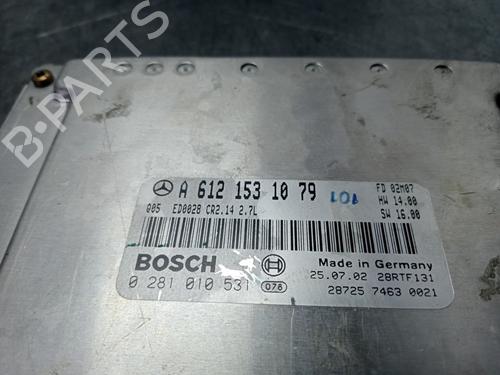 B-PARTS
A 612 153 10 79 101 FD 02M07
G05 ED0028 CR2.14 2.7L HW 14.00
SW 16.00
BOSCH Made in Germany
25.07.02 28RTF131
0 281 010 531 078 28725 7463 0021